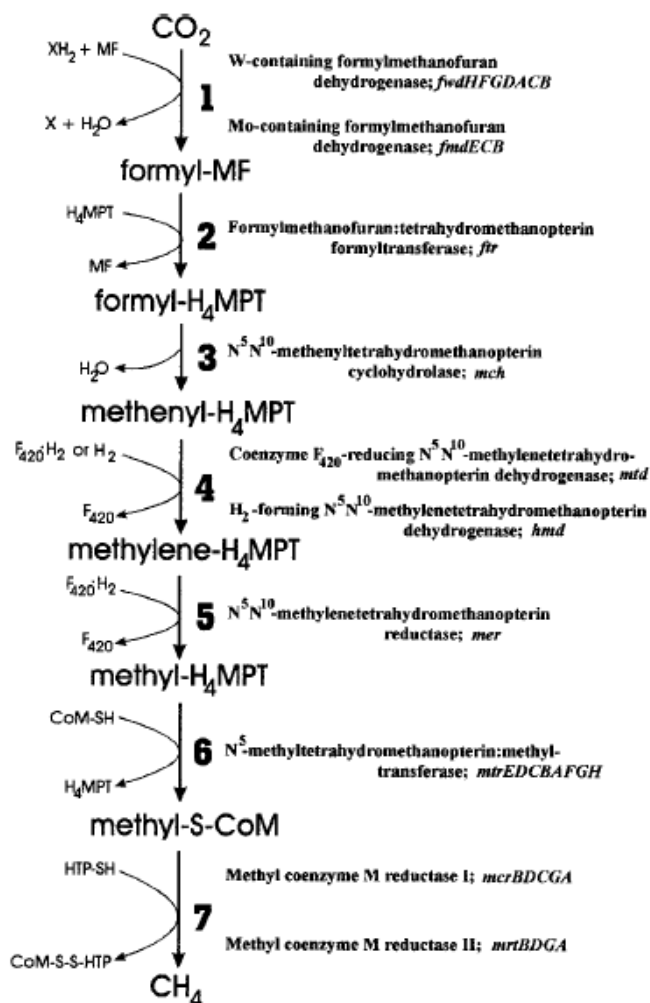 CO₂
XH₂ + MF
W-containing formylmethanofuran
dehydrogenase; fwdHFGDACB
1
X + H₂O
Mo-containing formylmethanofuran
dehydrogenase; fmdECB
formyl-MF
H₄MPT
2
Formylmethanofuran:tetrahydromethanopterin
formyltransferase; ftr
MF
formyl-H₄MPT
3
N⁵N¹⁰-methenyltetrahydromethanopterin
cyclohydrolase; mch
H₂O
methenyl-H₄MPT
F₄₂₀·H₂ or H₂
Coenzyme F₄₂₀-reducing N⁵N¹⁰-methylenetetrahydro-
methanopterin dehydrogenase; mtd
4
F₄₂₀
H₂-forming N⁵N¹⁰-methylenetetrahydromethanopterin
dehydrogenase; hmd
methylene-H₄MPT
F₄₂₀·H₂
5
N⁵N¹⁰-methylenetetrahydromethanopterin
reductase; mer
F₄₂₀
methyl-H₄MPT
CoM-SH
6
N⁵-methyltetrahydromethanopterin:methyl-
transferase; mtrEDCBAFGH
H₄MPT
methyl-S-CoM
HTP-SH
Methyl coenzyme M reductase I; mcrBDCGA
7
Methyl coenzyme M reductase II; mrtBDGA
CoM-S-S-HTP
CH₄